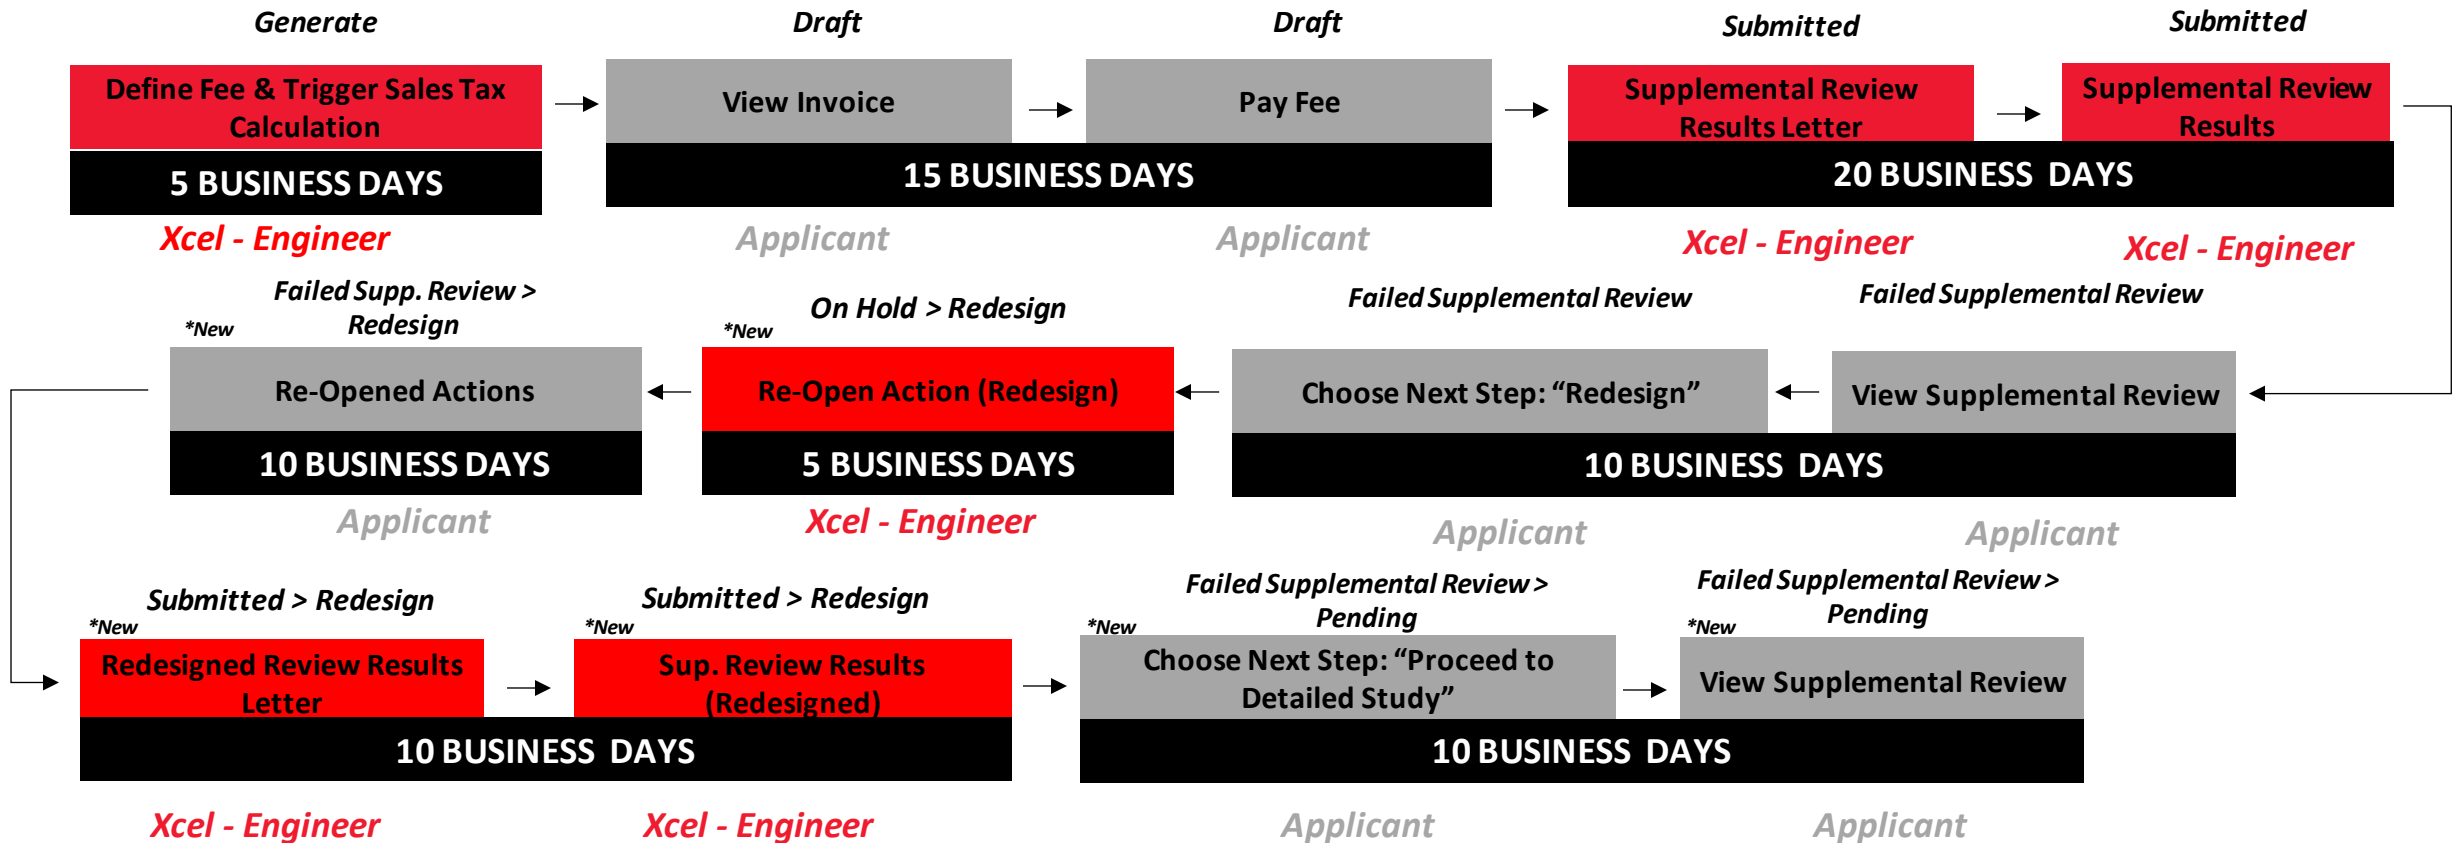 Generate
Draft
Draft
Submitted
Submitted
Define Fee & Trigger Sales Tax
Calculation
View Invoice
Pay Fee
Supplemental Review
Results Letter
Supplemental Review
Results
5 BUSINESS DAYS
15 BUSINESS DAYS
20 BUSINESS DAYS
Xcel - Engineer
Applicant
Applicant
Xcel - Engineer
Xcel - Engineer
Failed Supp. Review >
Redesign
*New
On Hold > Redesign
*New
Failed Supplemental Review
Failed Supplemental Review
Re-Opened Actions
Re-Open Action (Redesign)
Choose Next Step: “Redesign”
View Supplemental Review
10 BUSINESS DAYS
5 BUSINESS DAYS
10 BUSINESS DAYS
Applicant
Xcel - Engineer
Applicant
Applicant
Submitted > Redesign
*New
Submitted > Redesign
*New
Failed Supplemental Review >
Pending
*New
Failed Supplemental Review >
Pending
*New
Redesigned Review Results
Letter
Sup. Review Results
(Redesigned)
Choose Next Step: “Proceed to
Detailed Study”
View Supplemental Review
10 BUSINESS DAYS
10 BUSINESS DAYS
Xcel - Engineer
Xcel - Engineer
Applicant
Applicant